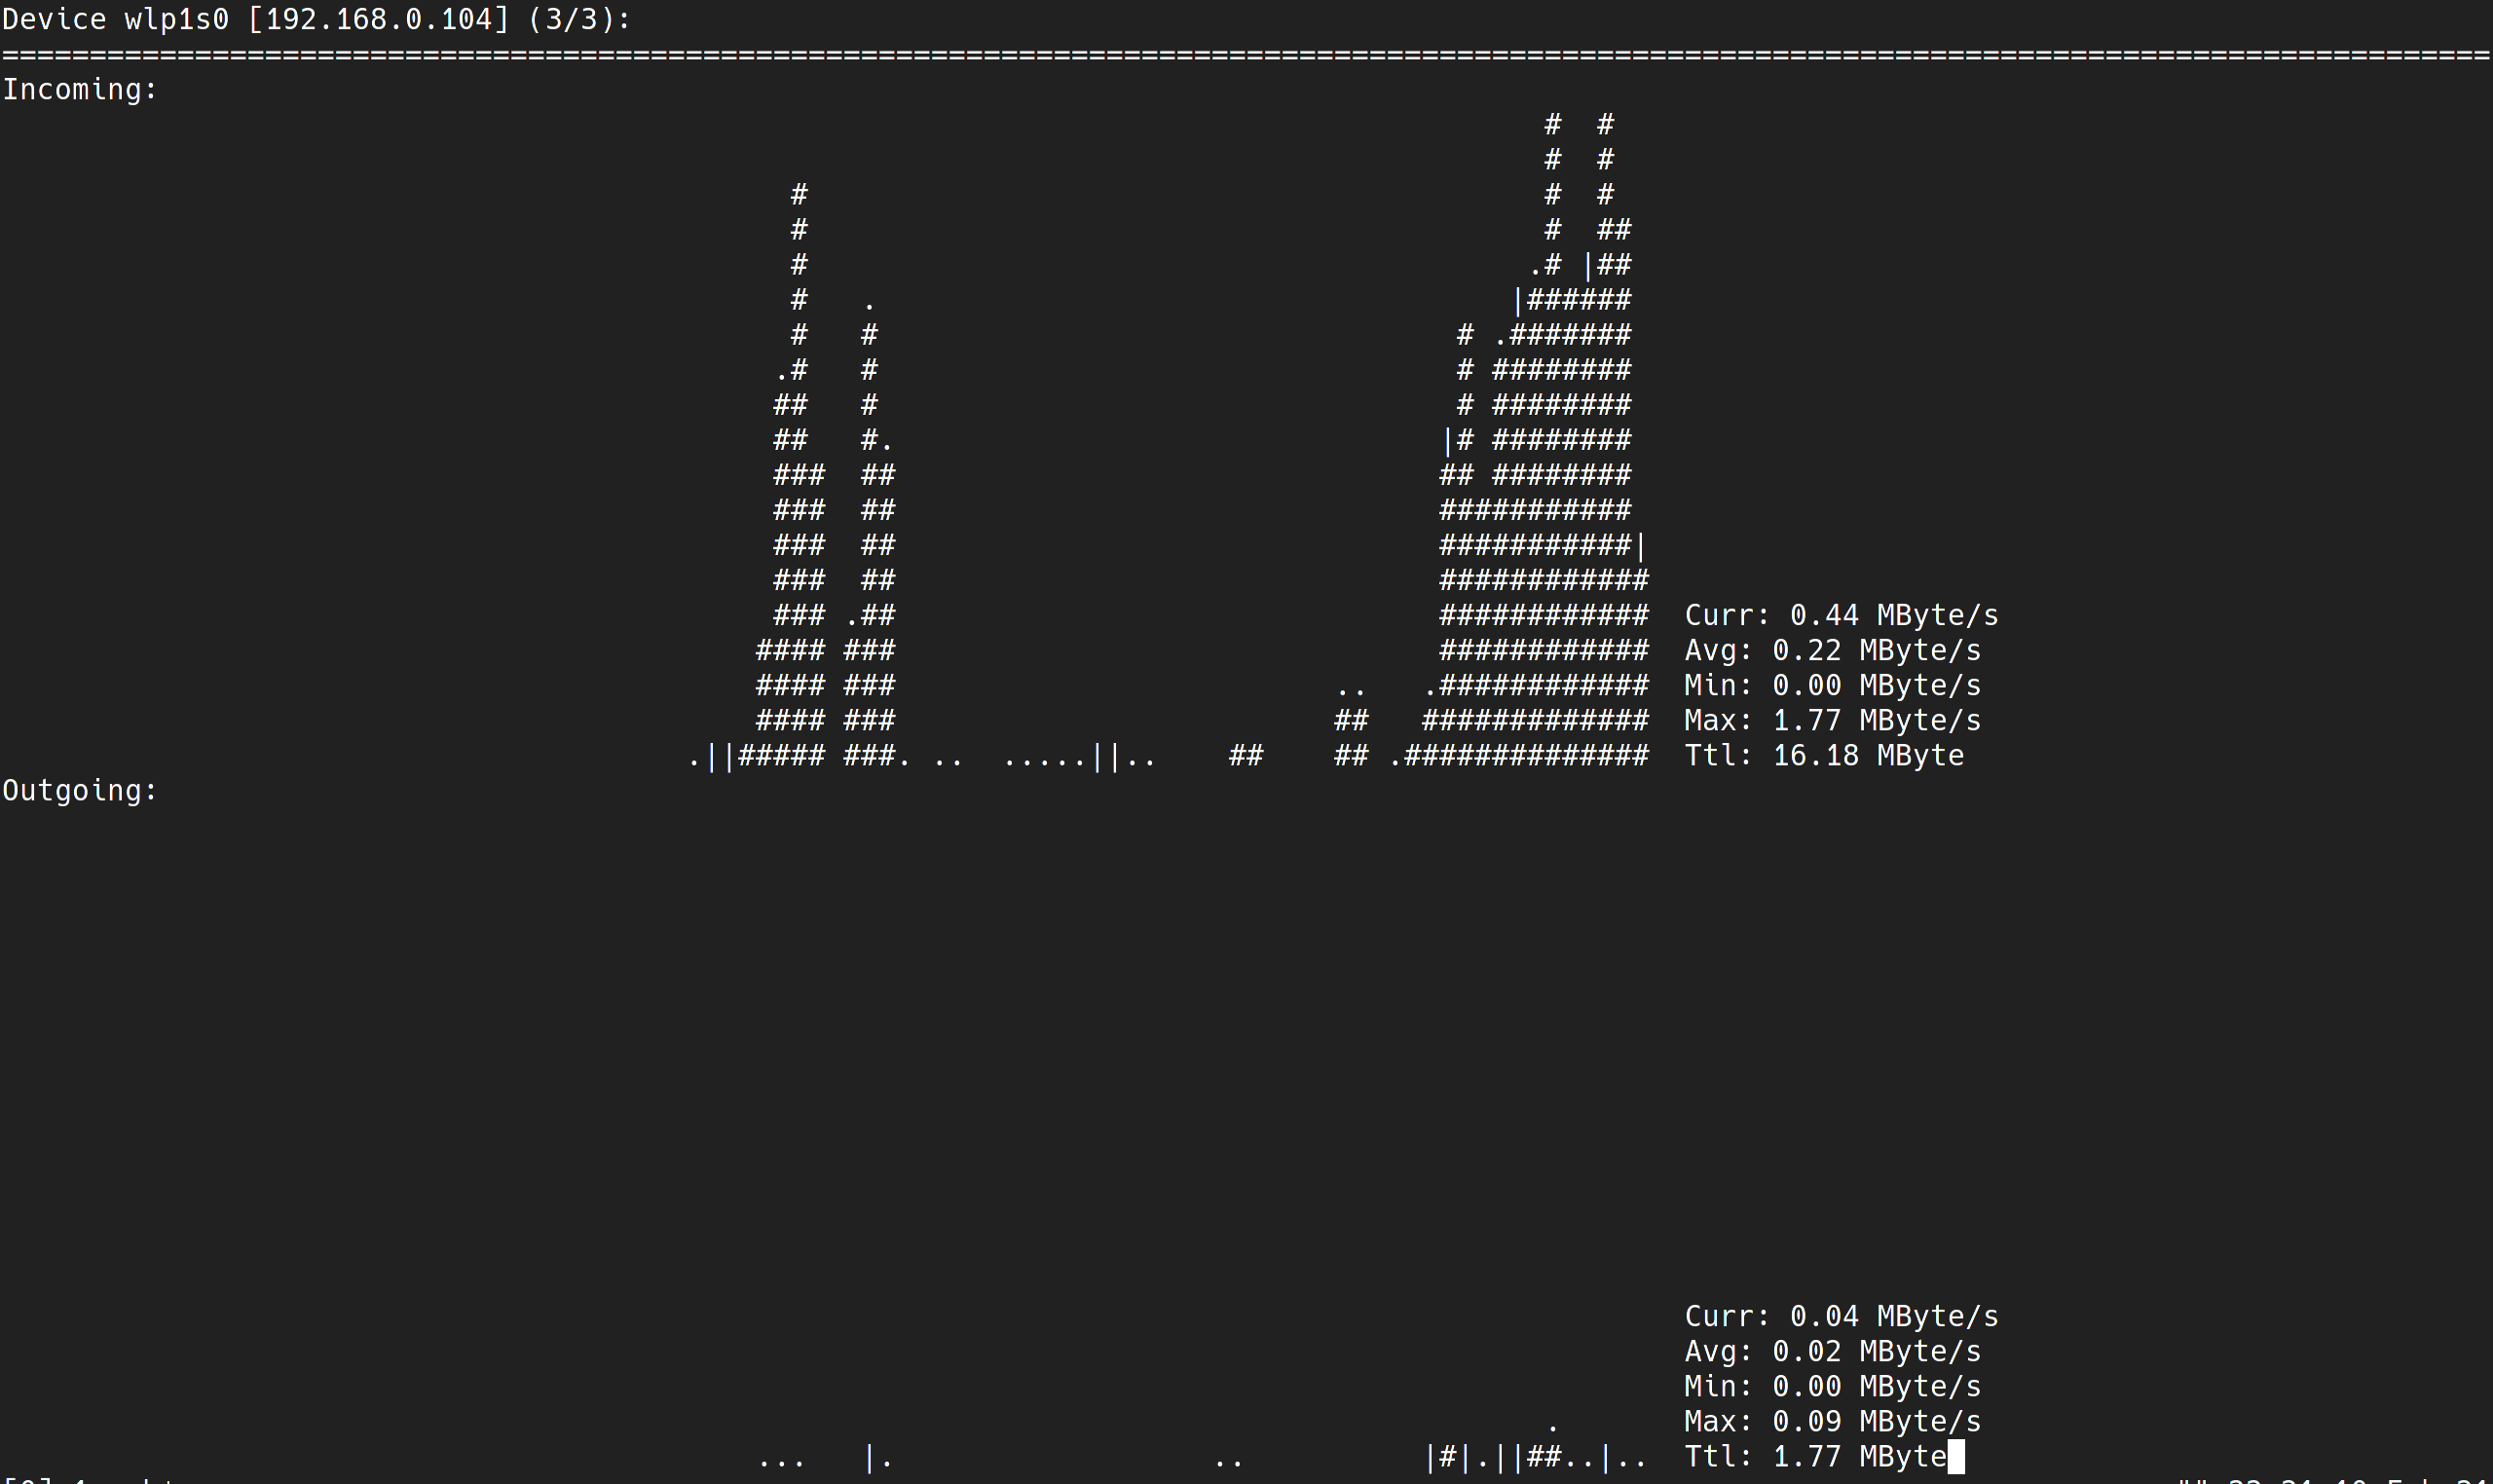 Device wlp1s0 [192.168.0.104] (3/3):
==============================================================================================================================================
Incoming:
#  #
#  #
#                                          #  #
#                                          #  ##
#                                         .# |##
#   .                                    |######
#   #                                 # .#######
.#   #                                 # ########
##   #                                 # ########
##   #.                               |# ########
###  ##                               ## ########
###  ##                               ###########
###  ##                               ###########|
###  ##                               ############
### .##                               ############  Curr: 0.44 MByte/s
#### ###                               ############  Avg: 0.22 MByte/s
#### ###                         ..   .############  Min: 0.00 MByte/s
#### ###                         ##   #############  Max: 1.77 MByte/s
.||##### ###. ..  .....||..    ##    ## .##############  Ttl: 16.18 MByte
Outgoing:
Curr: 0.04 MByte/s
Avg: 0.02 MByte/s
Min: 0.00 MByte/s
.       Max: 0.09 MByte/s
...   |.                  ..          |#|.||##..|..  Ttl: 1.77 MByte